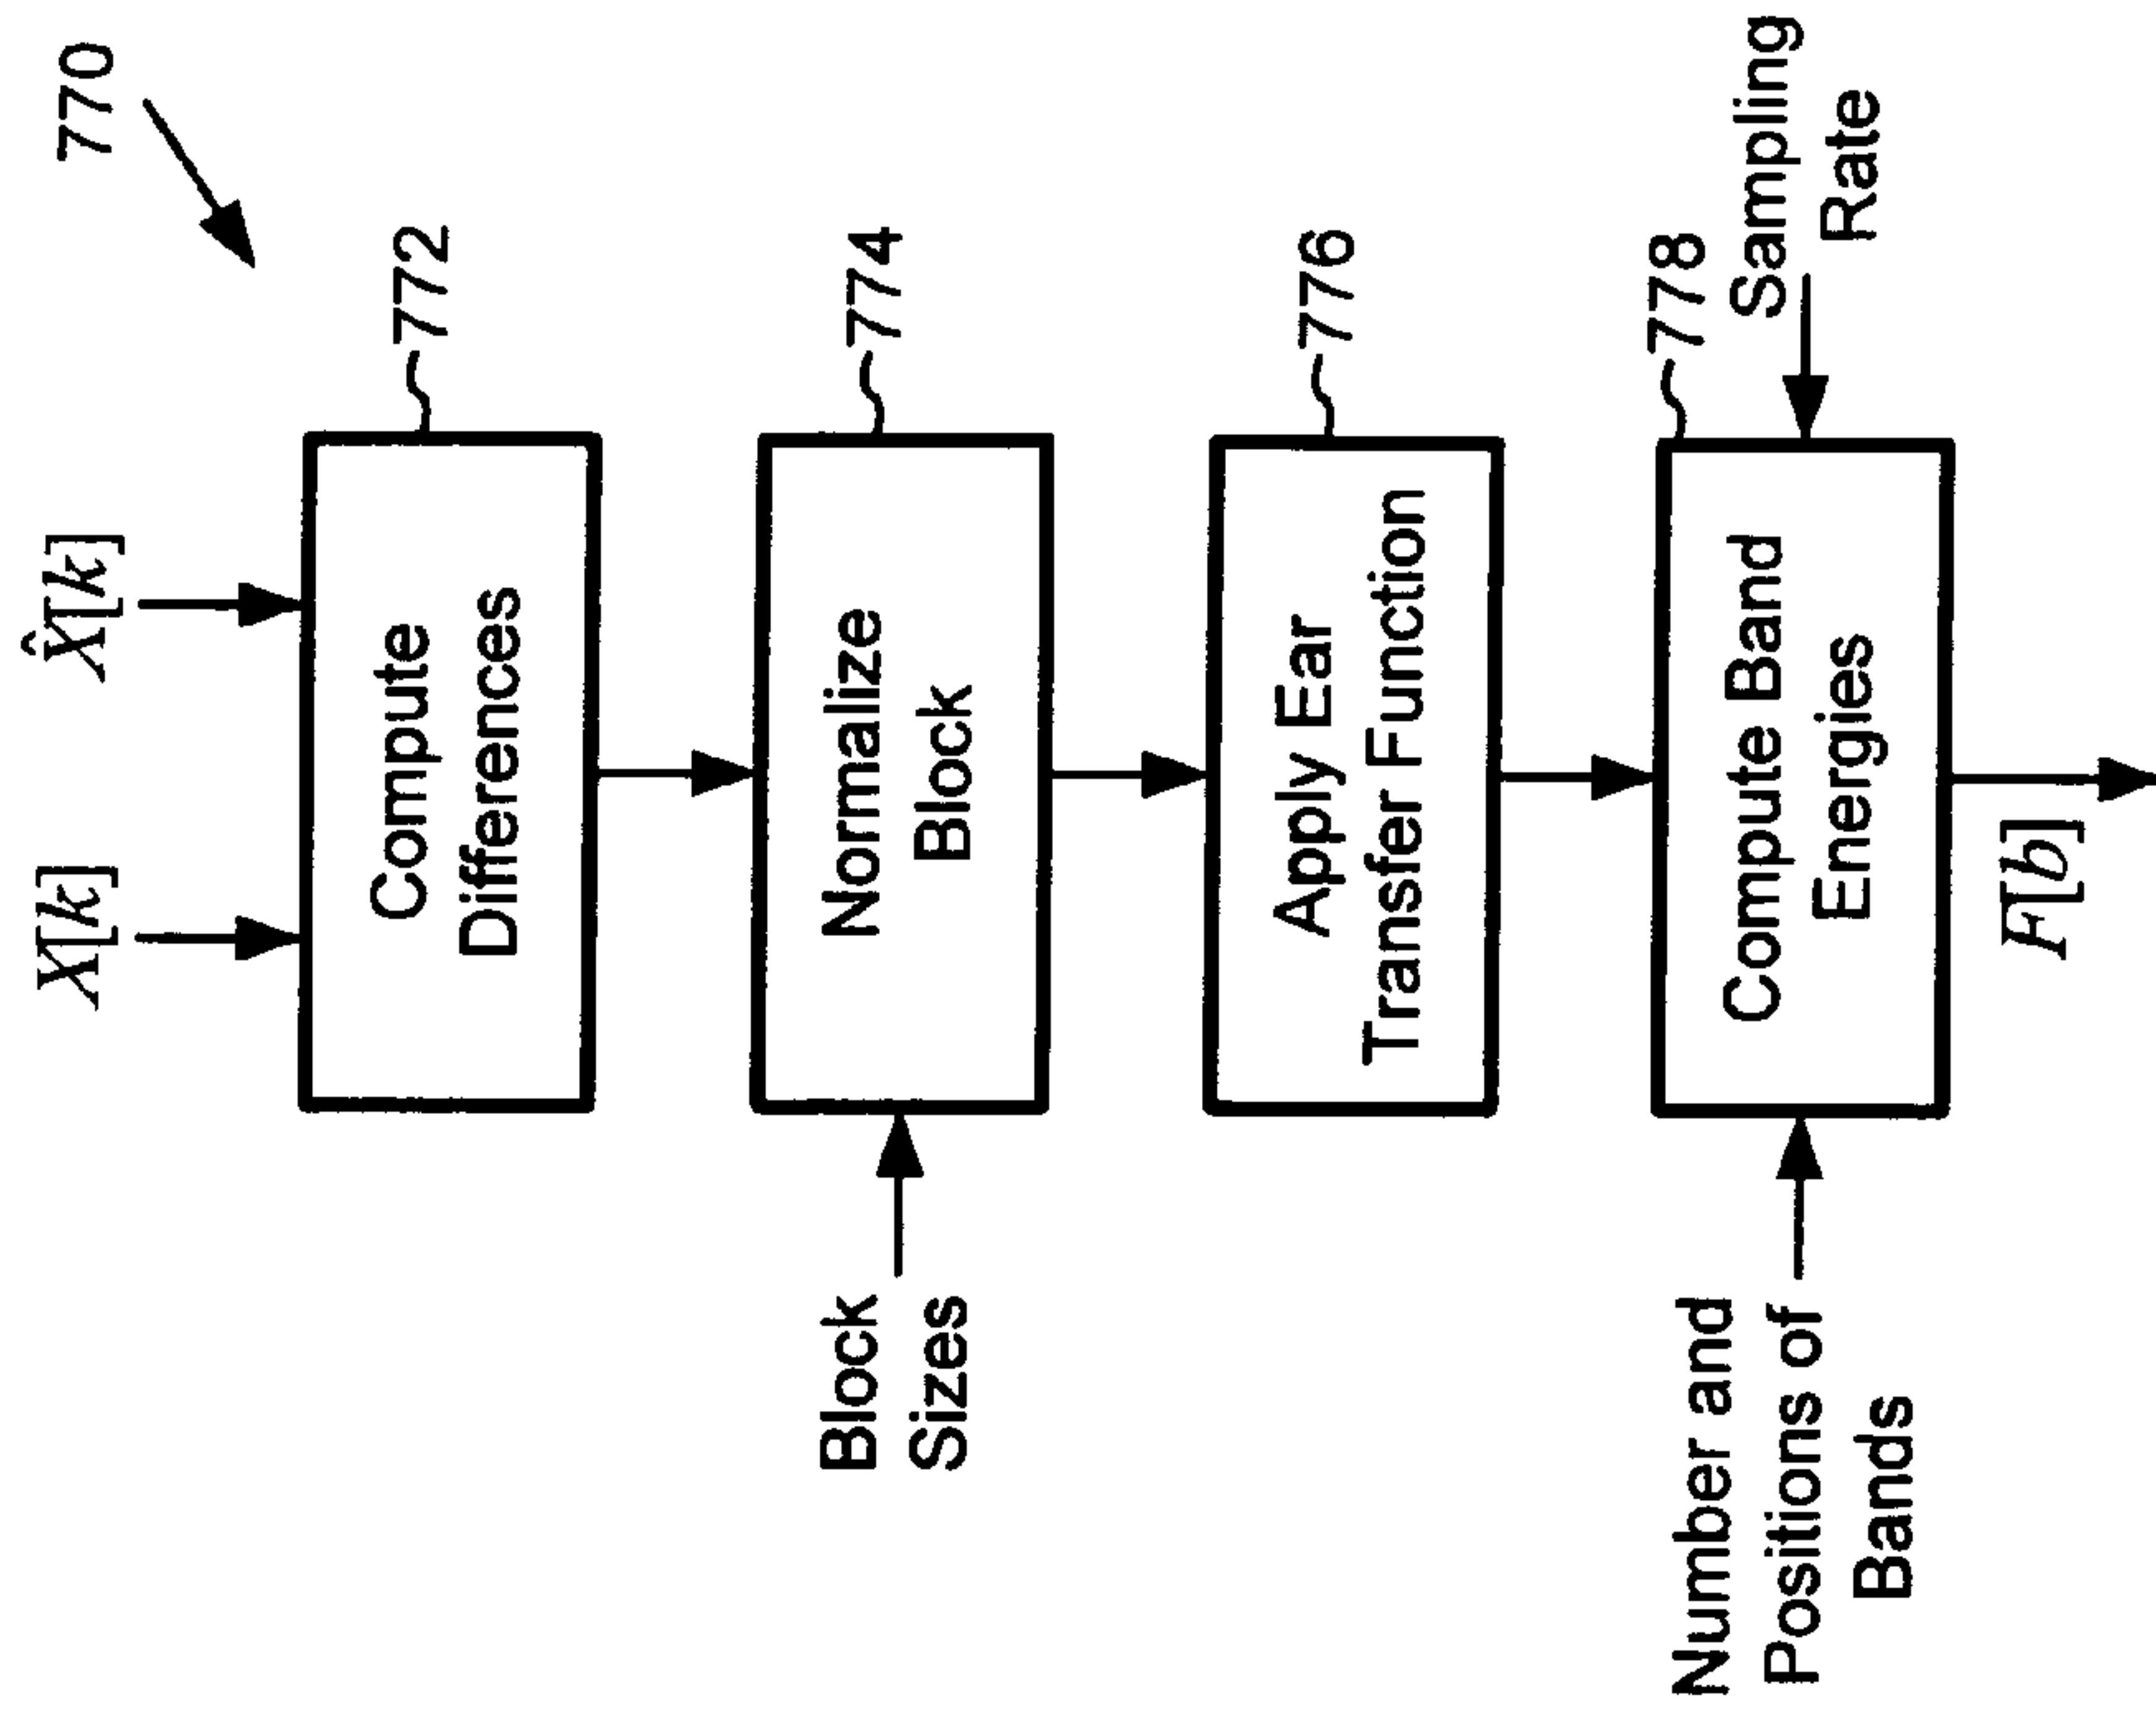 X[k]
X̂[k]
770
Compute
Differences
772
Block
Sizes
Normalize
Block
774
Apply Ear
Transfer Function
776
Number and
Positions of
Bands
Compute Band
Energies
778
Sampling
Rate
F[b]